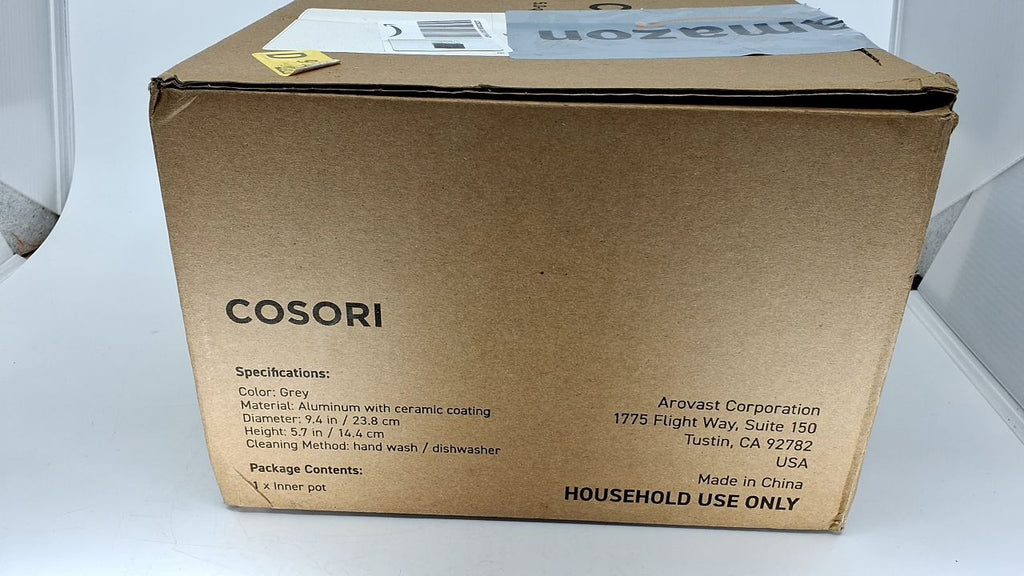 amazon
COSORI
Specifications:
Color: Grey
Material: Aluminum with ceramic coating
Diameter: 9.4 in / 23.8 cm
Height: 5.7 in / 14.4 cm
Cleaning Method: hand wash / dishwasher
Package Contents:
1 x Inner pot
Arovast Corporation
1775 Flight Way, Suite 150
Tustin, CA 92782
USA
Made in China
HOUSEHOLD USE ONLY